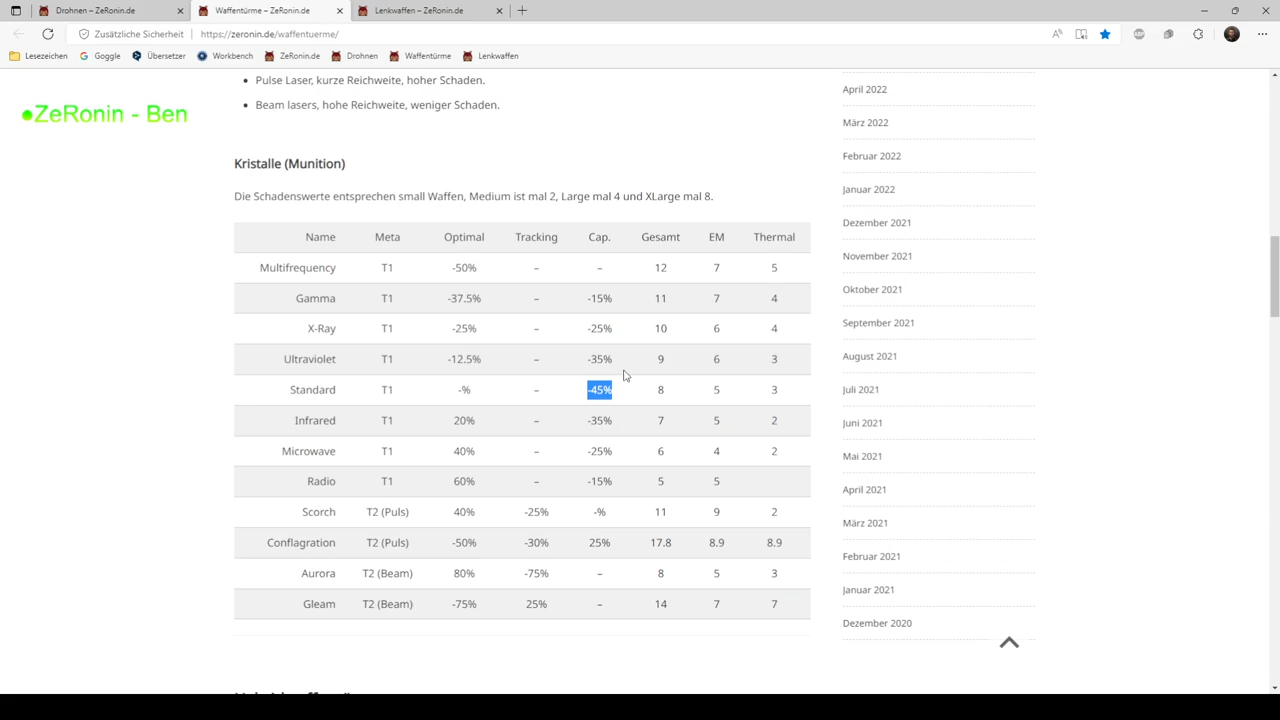 Drohnen – ZeRonin.de
Waffentürme – ZeRonin.de
Lenkwaffen – ZeRonin.de
Zusätzliche Sicherheit
https://zeronin.de/waffentuerme/
Lesezeichen
Goggle
Übersetzer
Workbench
ZeRonin.de
Drohnen
Waffentürme
Lenkwaffen
•ZeRonin - Ben
Pulse Laser, kurze Reichweite, hoher Schaden.
Beam lasers, hohe Reichweite, weniger Schaden.
Kristalle (Munition)
Die Schadenswerte entsprechen small Waffen, Medium ist mal 2, Large mal 4 und XLarge mal 8.
Name Meta Optimal Tracking Cap. Gesamt EM Thermal
Multifrequency T1 -50% – – 12 7 5
Gamma T1 -37.5% – -15% 11 7 4
X-Ray T1 -25% – -25% 10 6 4
Ultraviolet T1 -12.5% – -35% 9 6 3
Standard T1 -% – -45% 8 5 3
Infrared T1 20% – -35% 7 5 2
Microwave T1 40% – -25% 6 4 2
Radio T1 60% – -15% 5 5
Scorch T2 (Puls) 40% -25% -% 11 9 2
Conflagration T2 (Puls) -50% -30% 25% 17.8 8.9 8.9
Aurora T2 (Beam) 80% -75% – 8 5 3
Gleam T2 (Beam) -75% 25% – 14 7 7
April 2022
März 2022
Februar 2022
Januar 2022
Dezember 2021
November 2021
Oktober 2021
September 2021
August 2021
Juli 2021
Juni 2021
Mai 2021
April 2021
März 2021
Februar 2021
Januar 2021
Dezember 2020